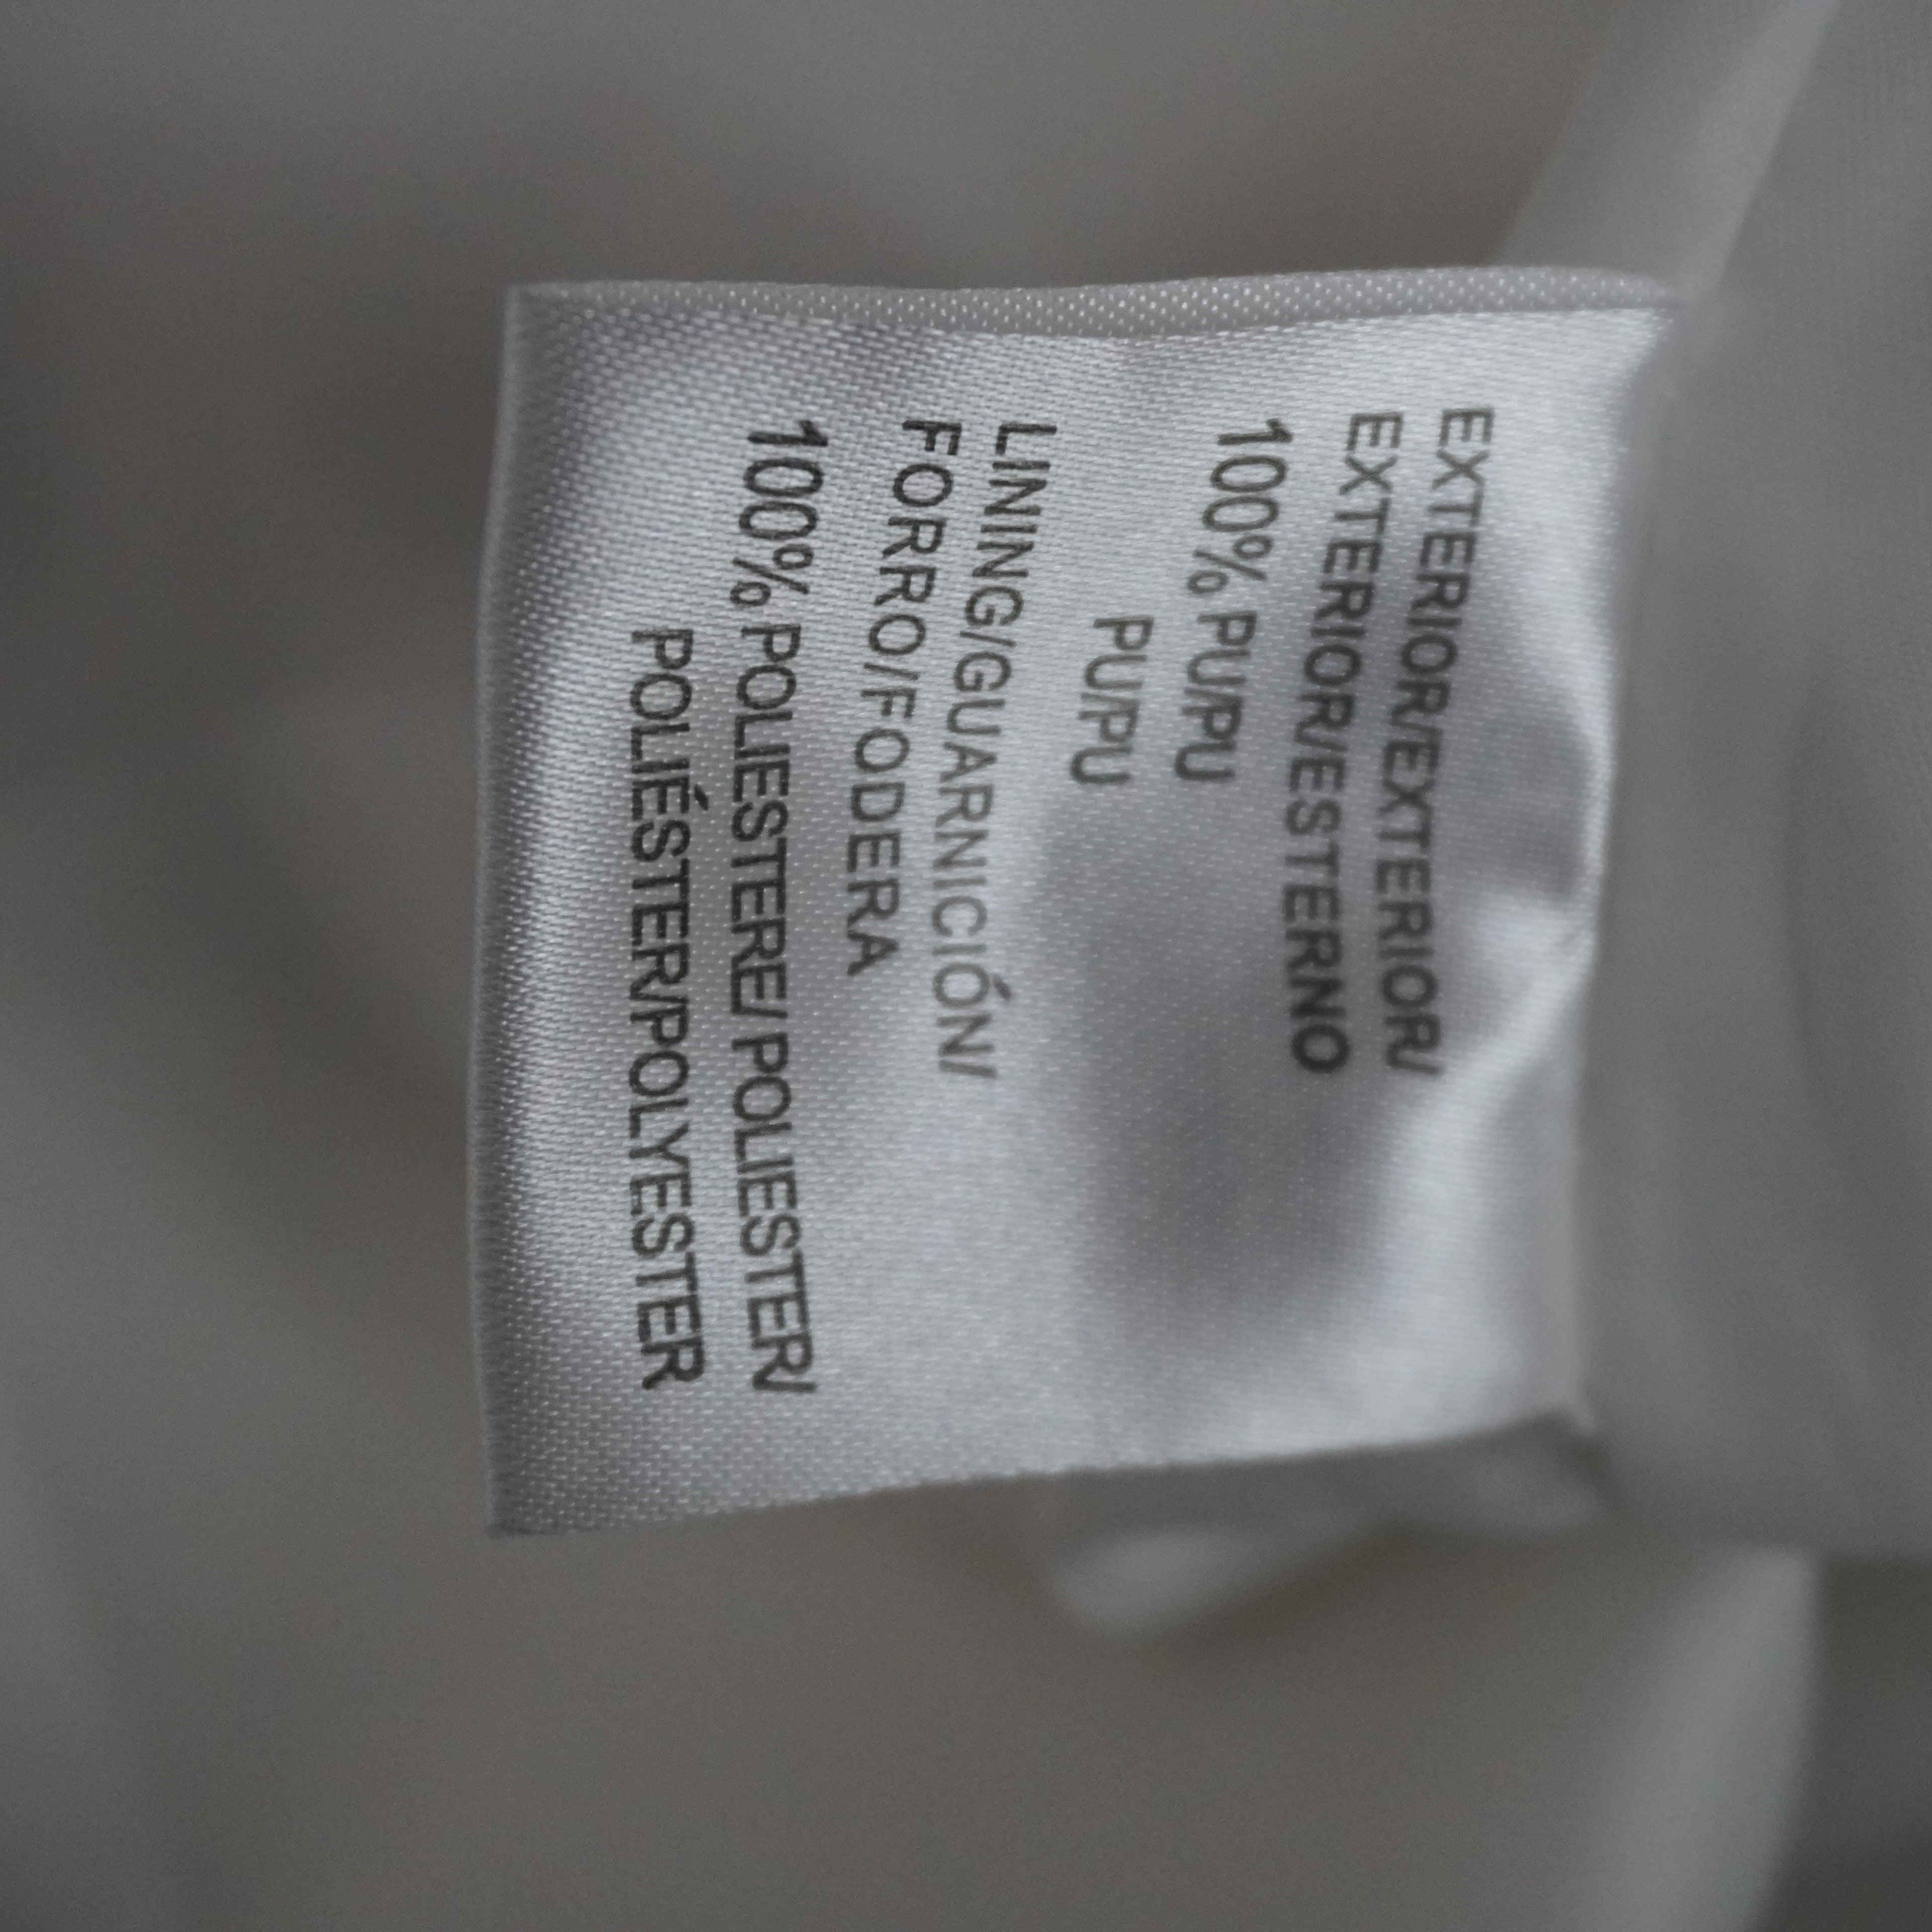 EXTERIOR/EXTERIOR/
EXTERIOR/ESTERNO
100% PU/PU
PU/PU
LINING/GUARNICIÓN/
FORRO/FODERA
100% POLIESTERE/ POLIESTER/
POLIÉSTER/POLYESTER